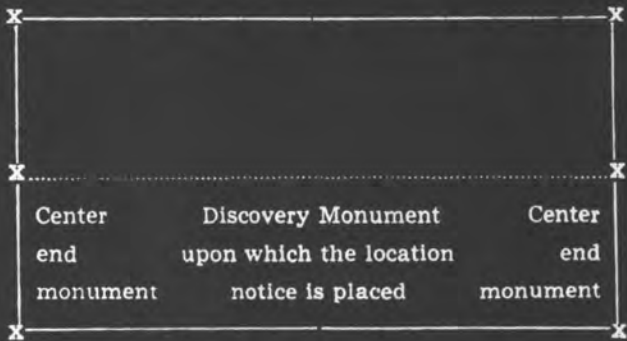 X X
X X
Center Discovery Monument Center
end upon which the location end
monument notice is placed monument
X X